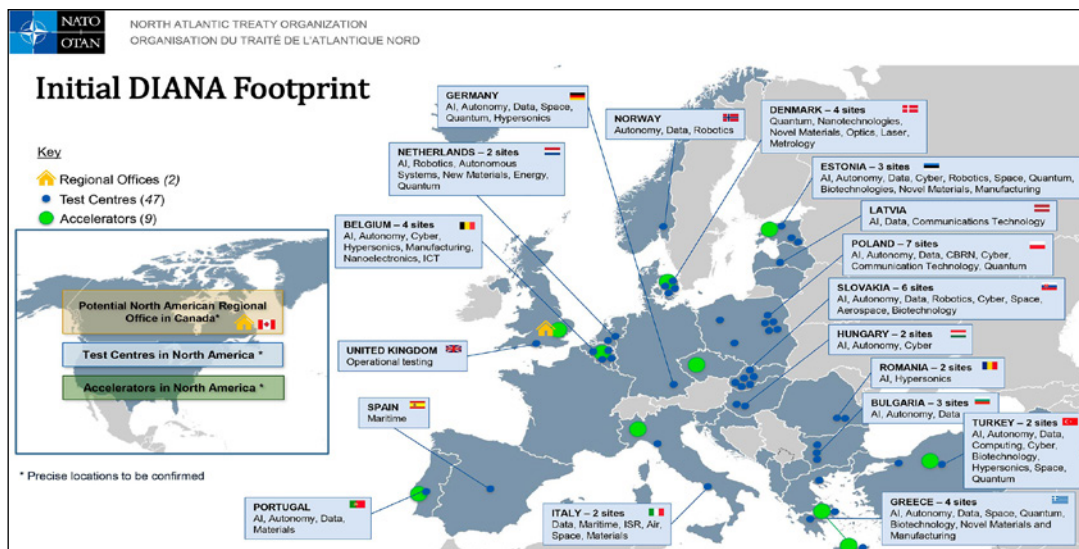 NATO
OTAN
NORTH ATLANTIC TREATY ORGANIZATION
ORGANISATION DU TRAITÉ DE L'ATLANTIQUE NORD
Initial DIANA Footprint
Key
Regional Offices (2)
Test Centres (47)
Accelerators (9)
Potential North American Regional
Office in Canada*
Test Centres in North America *
Accelerators in North America *
* Precise locations to be confirmed
GERMANY
AI, Autonomy, Data, Space,
Quantum, Hypersonics
NETHERLANDS – 2 sites
AI, Robotics, Autonomous
Systems, New Materials, Energy,
Quantum
BELGIUM – 4 sites
AI, Autonomy, Cyber,
Hypersonics, Manufacturing,
Nanoelectronics, ICT
UNITED KINGDOM
Operational testing
SPAIN
Maritime
PORTUGAL
AI, Autonomy, Data,
Materials
NORWAY
Autonomy, Data, Robotics
DENMARK – 4 sites
Quantum, Nanotechnologies,
Novel Materials, Optics, Laser,
Metrology
ESTONIA – 3 sites
AI, Autonomy, Data, Cyber, Robotics, Space, Quantum,
Biotechnologies, Novel Materials, Manufacturing
LATVIA
AI, Data, Communications Technology
POLAND – 7 sites
AI, Autonomy, Data, CBRN, Cyber,
Communication Technology, Quantum
SLOVAKIA – 6 sites
AI, Autonomy, Data, Robotics, Cyber, Space,
Aerospace, Biotechnology
HUNGARY – 2 sites
AI, Autonomy, Cyber
ROMANIA – 2 sites
AI, Hypersonics
BULGARIA – 3 sites
AI, Autonomy, Data
TURKEY – 2 sites
AI, Autonomy, Data,
Computing, Cyber,
Biotechnology,
Hypersonics, Space,
Quantum
GREECE – 4 sites
AI, Autonomy, Data, Space, Quantum,
Biotechnology, Novel Materials and
Manufacturing
ITALY – 2 sites
Data, Maritime, ISR, Air,
Space, Materials